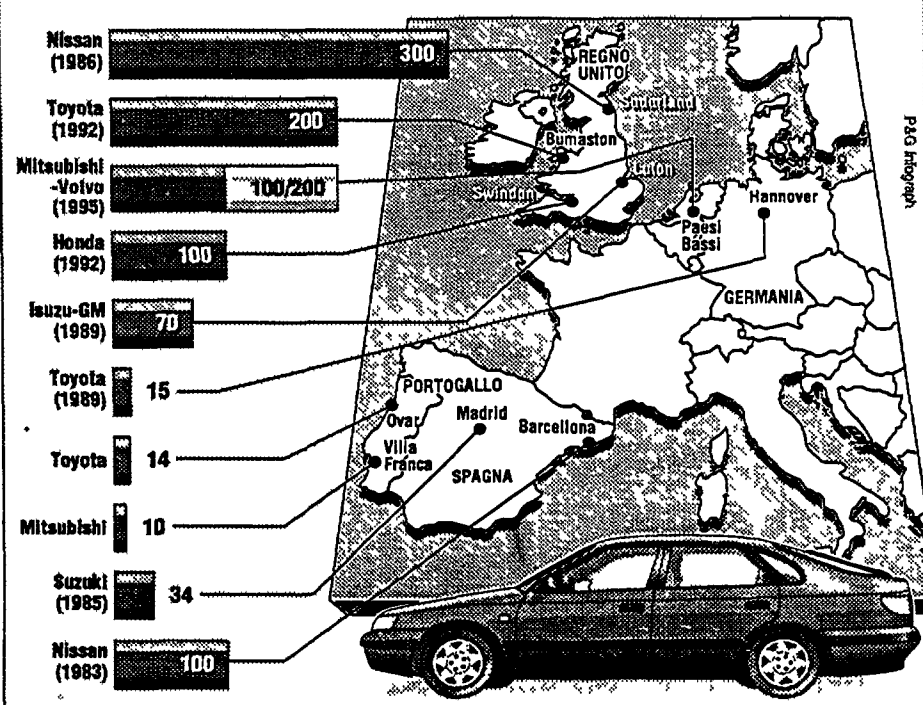 Nissan
(1986)
300
Toyota
(1992)
200
Mitsubishi
-Volvo
(1995)
100/200
Honda
(1992)
100
Isuzu-GM
(1989)
70
Toyota
(1989)
15
Toyota
14
Mitsubishi
10
Suzuki
(1985)
34
Nissan
(1983)
100
REGNO
UNITO
Suderland
Bumaston
Luton
Swindon
Hannover
Paesi
Bassi
GERMANIA
PORTOGALLO
Ovar
Madrid
Barcellona
Villa
Franca
SPAGNA
P&G Infograph